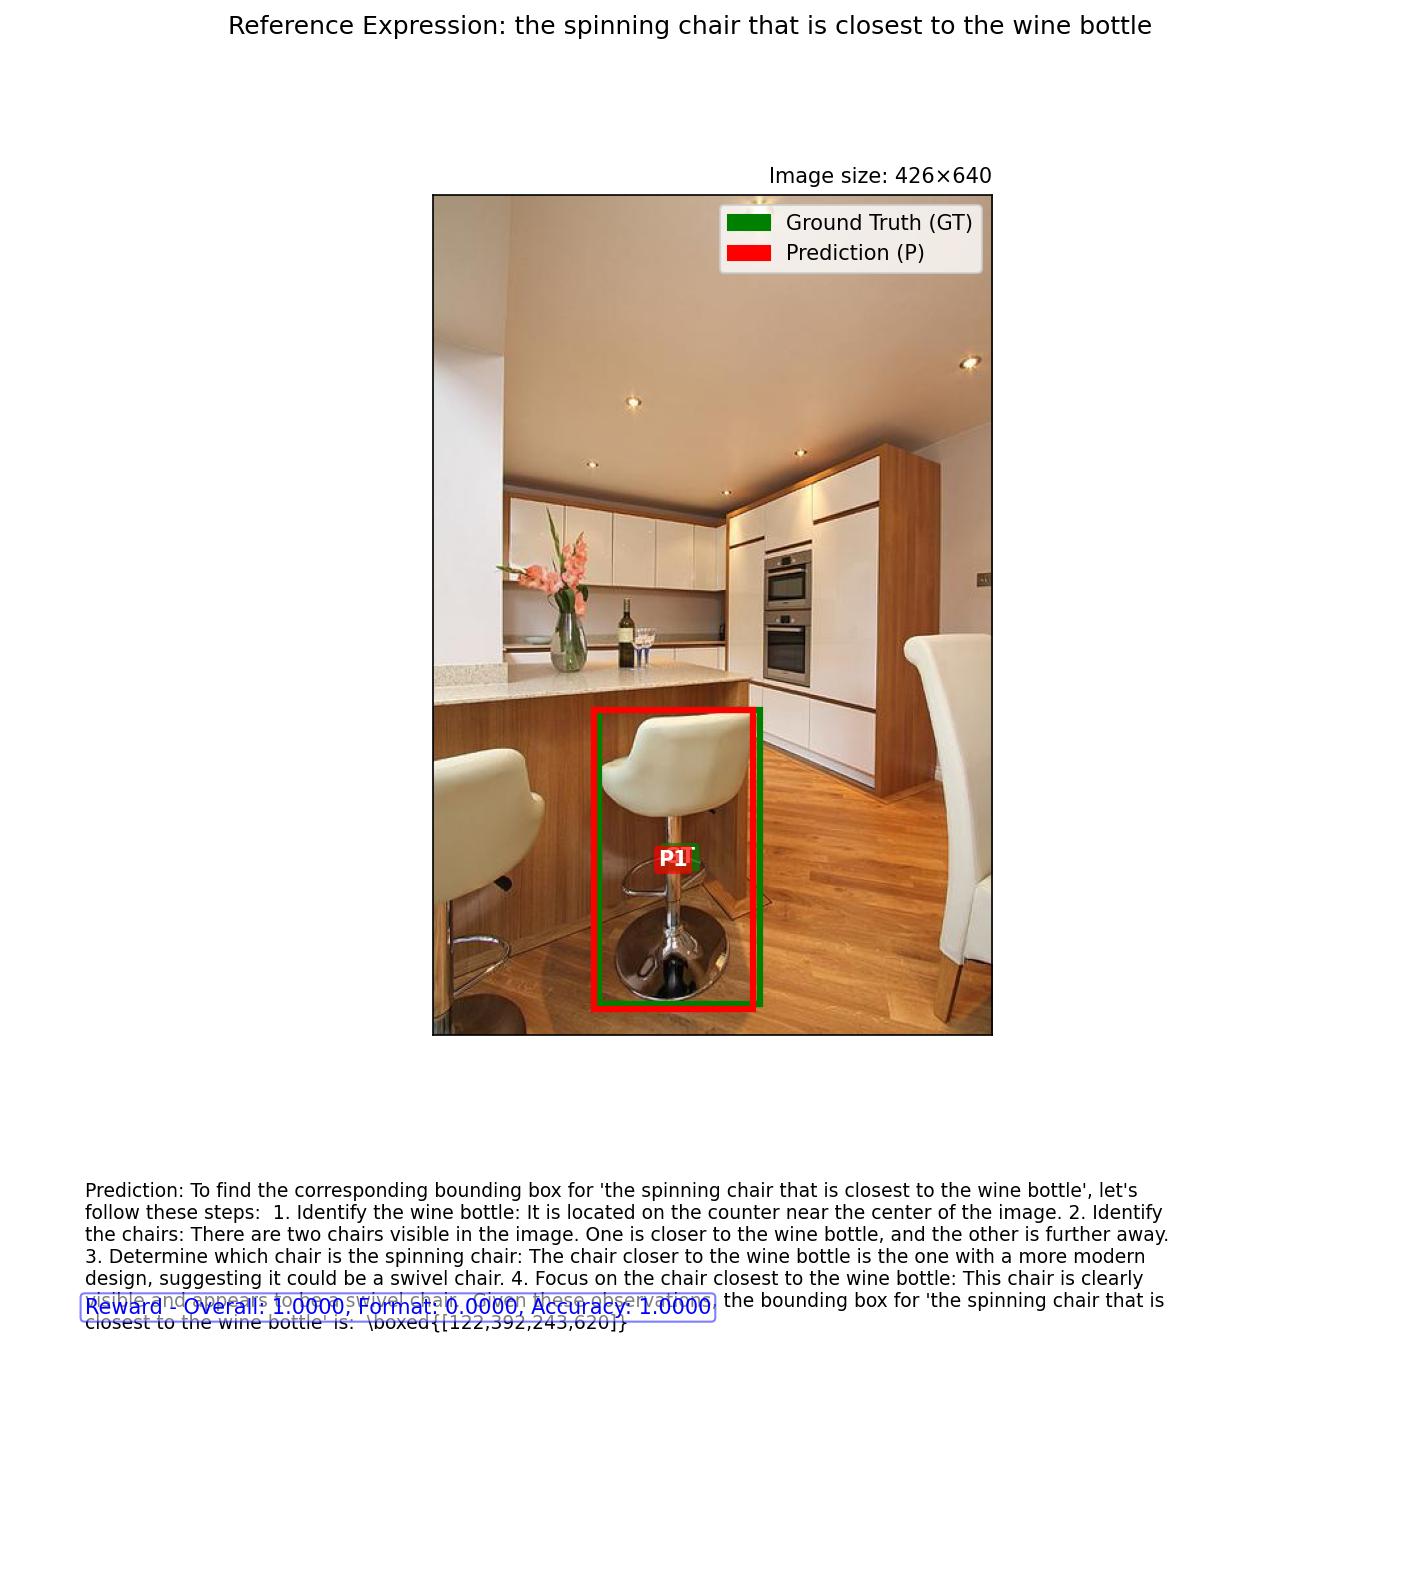 Reference Expression: the spinning chair that is closest to the wine bottle
Image size: 426×640
Ground Truth (GT)
Prediction (P)
P1
Prediction: To find the corresponding bounding box for 'the spinning chair that is closest to the wine bottle', let's
follow these steps:  1. Identify the wine bottle: It is located on the counter near the center of the image. 2. Identify
the chairs: There are two chairs visible in the image. One is closer to the wine bottle, and the other is further away.
3. Determine which chair is the spinning chair: The chair closer to the wine bottle is the one with a more modern
design, suggesting it could be a swivel chair. 4. Focus on the chair closest to the wine bottle: This chair is clearly
visible and appears to be a swivel chair.  Given these observations, the bounding box for 'the spinning chair that is
Reward - Overall: 1.0000, Format: 0.0000, Accuracy: 1.0000
closest to the wine bottle' is:  \boxed{[122,392,243,620]}